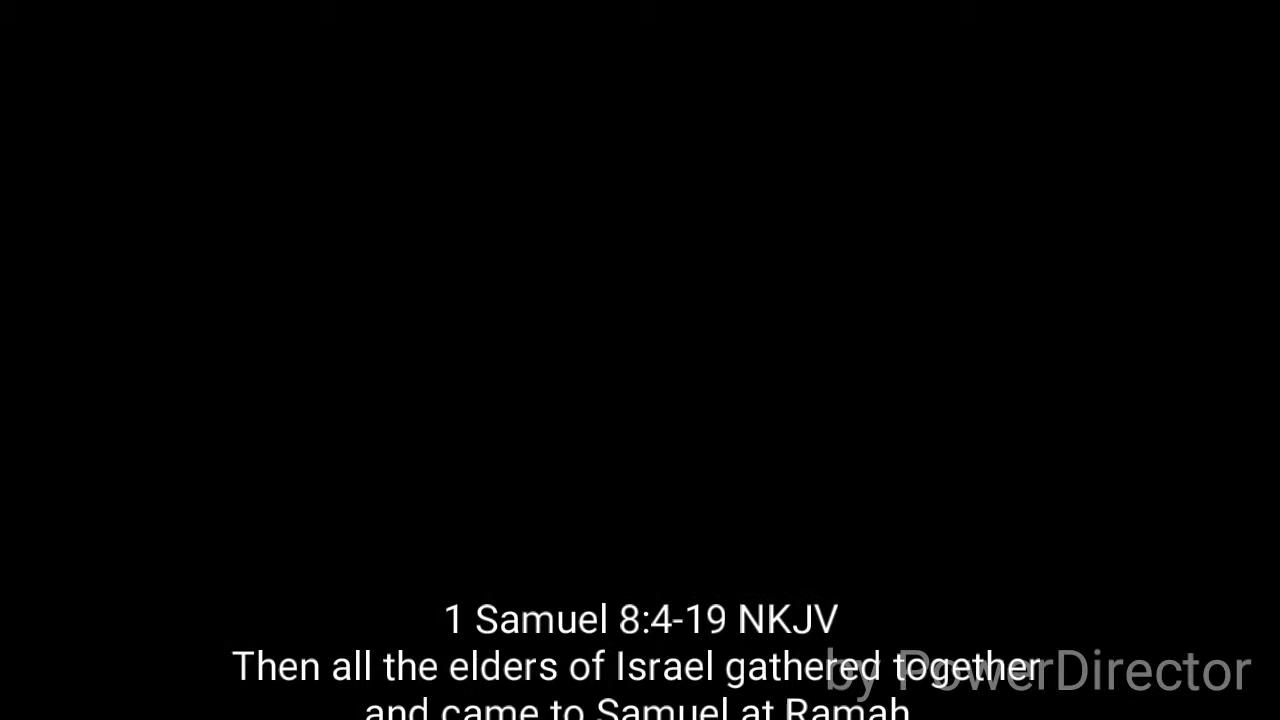 1 Samuel 8:4-19 NKJV
Then all the elders of Israel gathered together
by PowerDirector
and came to Samuel at Ramah